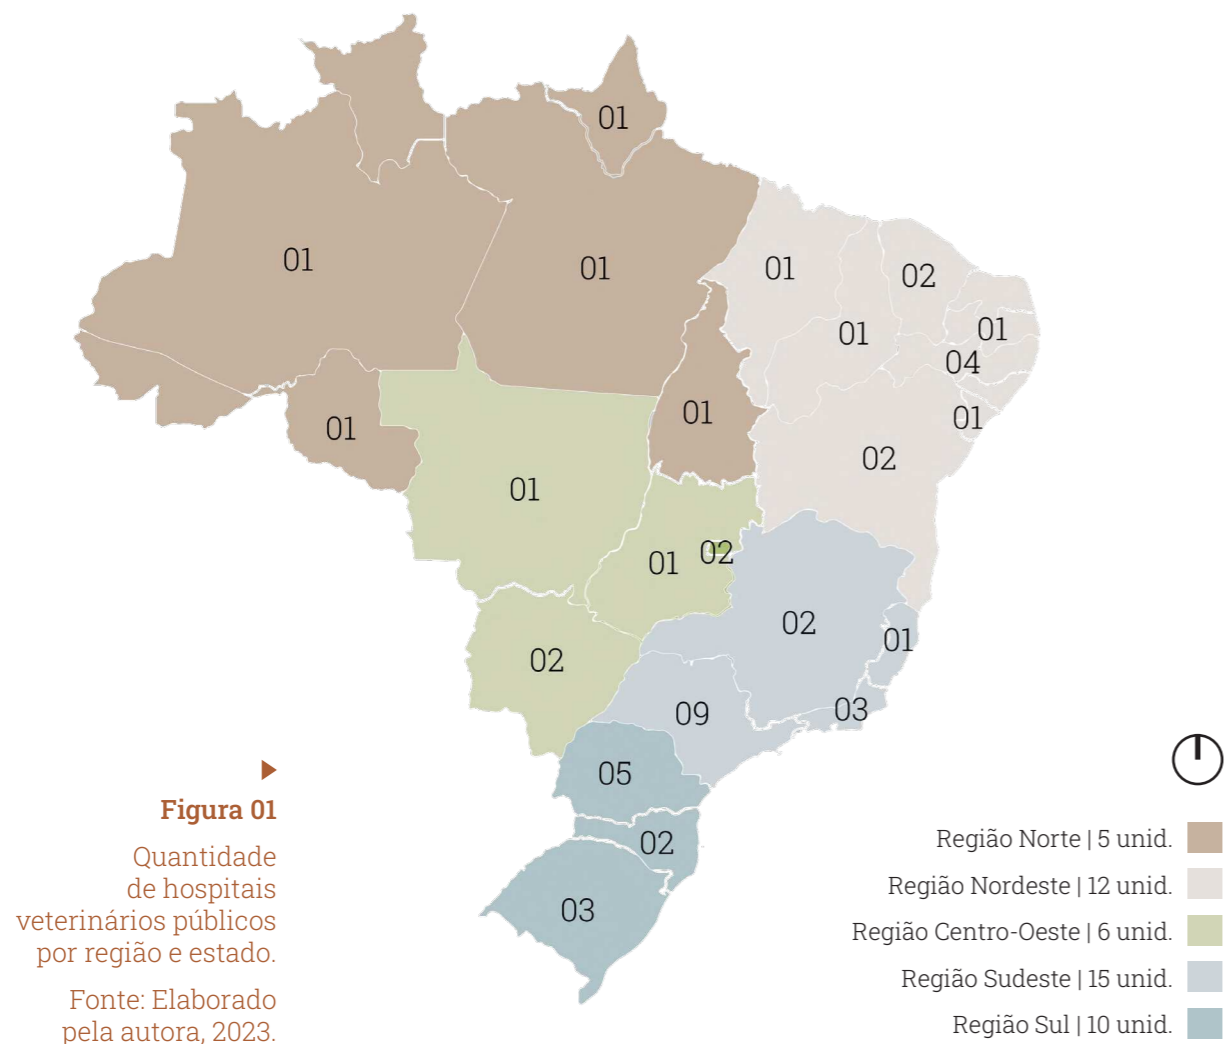 01
01
01
01
02
01
01
04
01
01
01
02
01
01
02
02
01
02
09
03
05
02
03
Figura 01
Quantidade
de hospitais
veterinários públicos
por região e estado.
Fonte: Elaborado
pela autora, 2023.
Região Norte | 5 unid.
Região Nordeste | 12 unid.
Região Centro-Oeste | 6 unid.
Região Sudeste | 15 unid.
Região Sul | 10 unid.